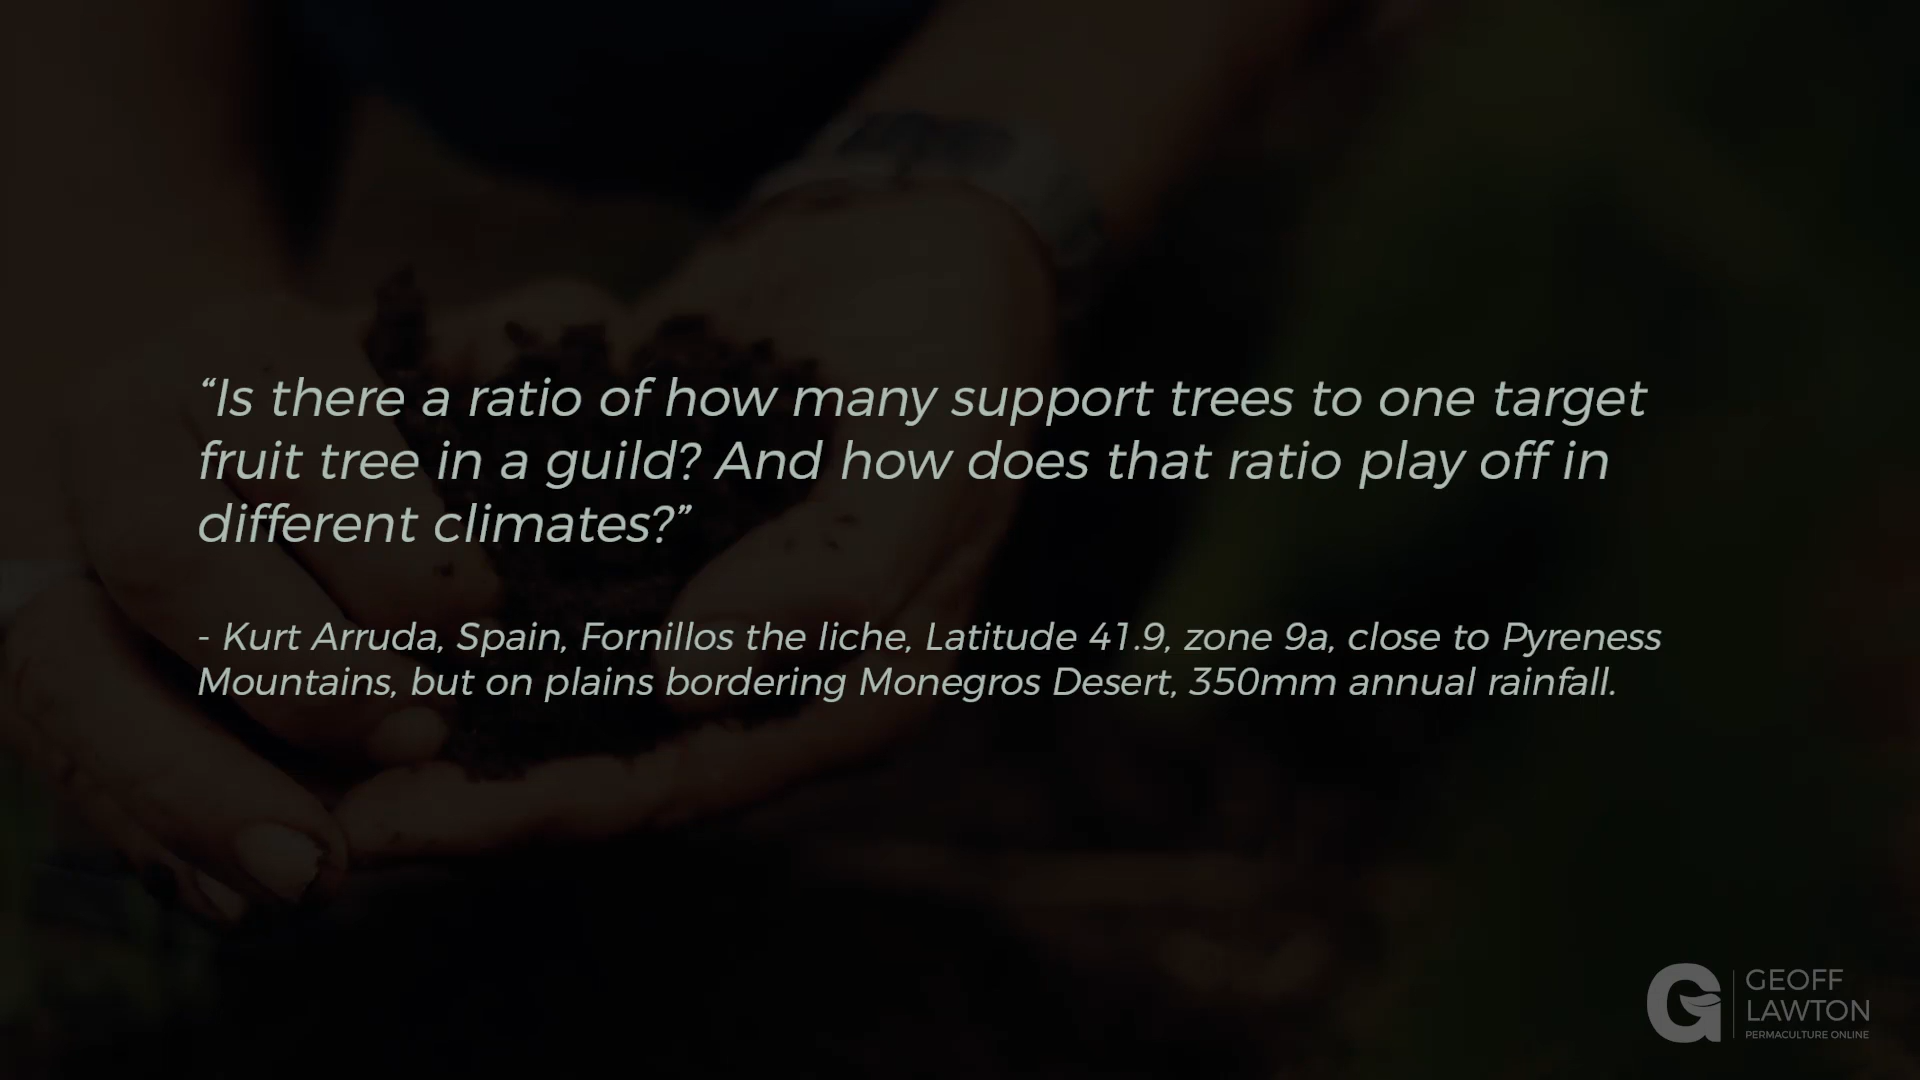 “Is there a ratio of how many support trees to one target
fruit tree in a guild? And how does that ratio play off in
different climates?”
- Kurt Arruda, Spain, Fornillos the liche, Latitude 41.9, zone 9a, close to Pyreness
Mountains, but on plains bordering Monegros Desert, 350mm annual rainfall.
GEOFF
LAWTON
PERMACULTURE ONLINE